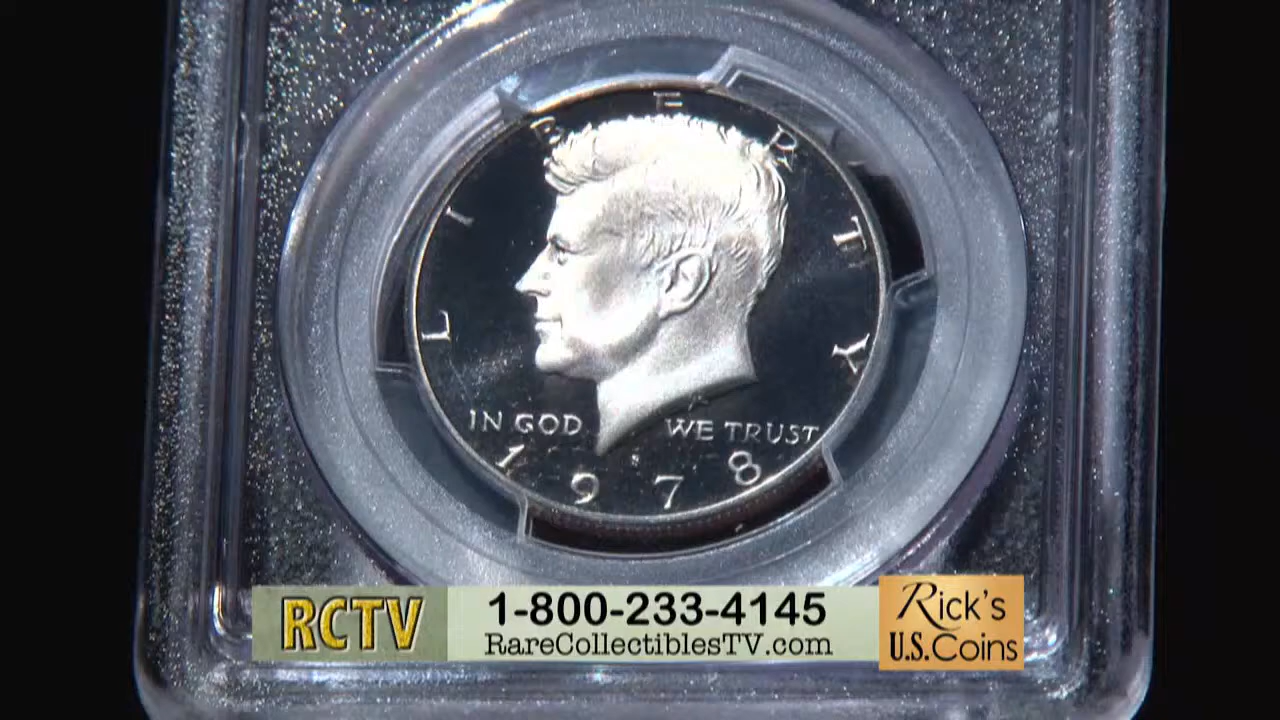 LIBERTY
IN GOD WE TRUST
1978
S
RCTV
1-800-233-4145
RareCollectiblesTV.com
Rick's
U.S. Coins